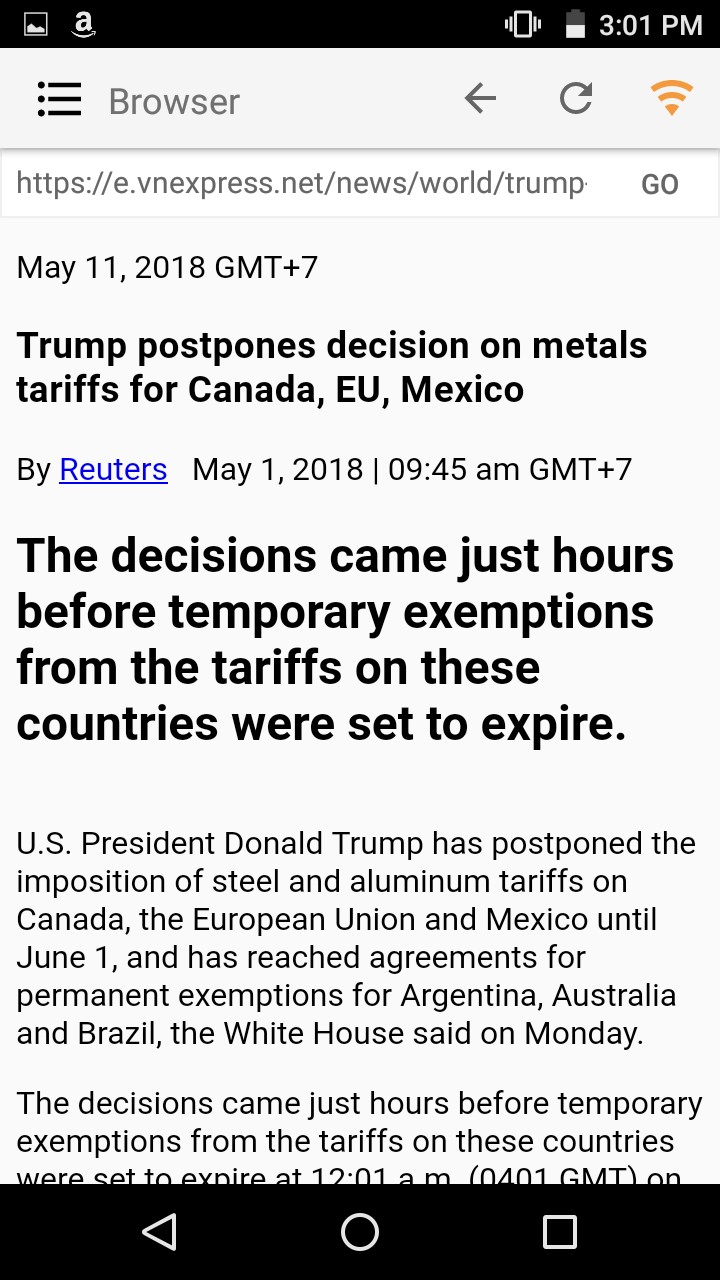 3:01 PM
Browser
https://e.vnexpress.net/news/world/trump-
GO
May 11, 2018 GMT+7
Trump postpones decision on metals
tariffs for Canada, EU, Mexico
By Reuters May 1, 2018 | 09:45 am GMT+7
The decisions came just hours
before temporary exemptions
from the tariffs on these
countries were set to expire.
U.S. President Donald Trump has postponed the
imposition of steel and aluminum tariffs on
Canada, the European Union and Mexico until
June 1, and has reached agreements for
permanent exemptions for Argentina, Australia
and Brazil, the White House said on Monday.
The decisions came just hours before temporary
exemptions from the tariffs on these countries
were set to expire at 12:01 a.m. (0401 GMT) on